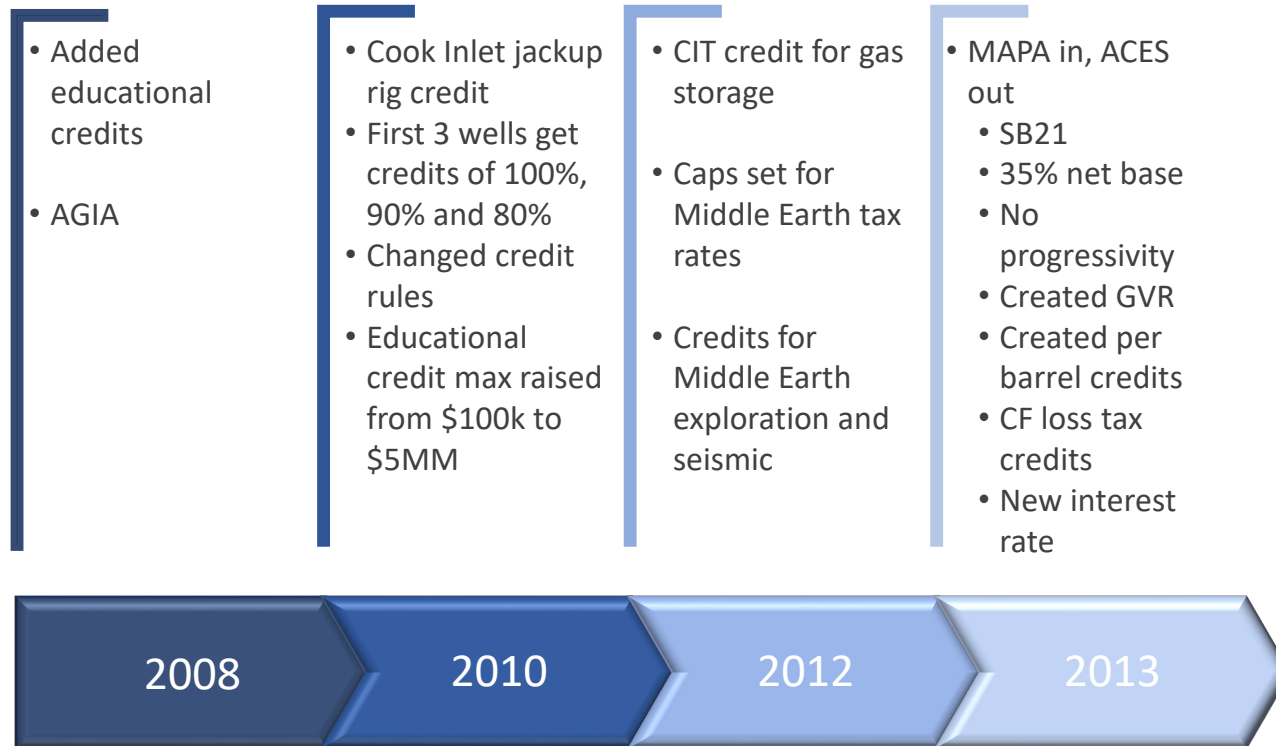 • Added
educational
credits
• AGIA
• Cook Inlet jackup
rig credit
• First 3 wells get
credits of 100%,
90% and 80%
• Changed credit
rules
• Educational
credit max raised
from $100k to
$5MM
• CIT credit for gas
storage
• Caps set for
Middle Earth tax
rates
• Credits for
Middle Earth
exploration and
seismic
• MAPA in, ACES
out
• SB21
• 35% net base
• No
progressivity
• Created GVR
• Created per
barrel credits
• CF loss tax
credits
• New interest
rate
2008
2010
2012
2013